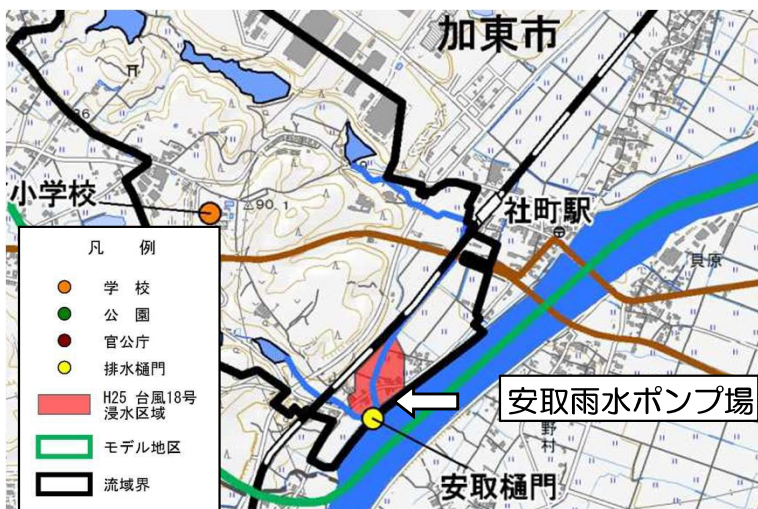 加東市
小学校
90.1
社町駅
貝原
凡 例
学 校
公 園
官公庁
排水樋門
H25 台風18号
浸水区域
モデル地区
流域界
安取雨水ポンプ場
野村
安取樋門